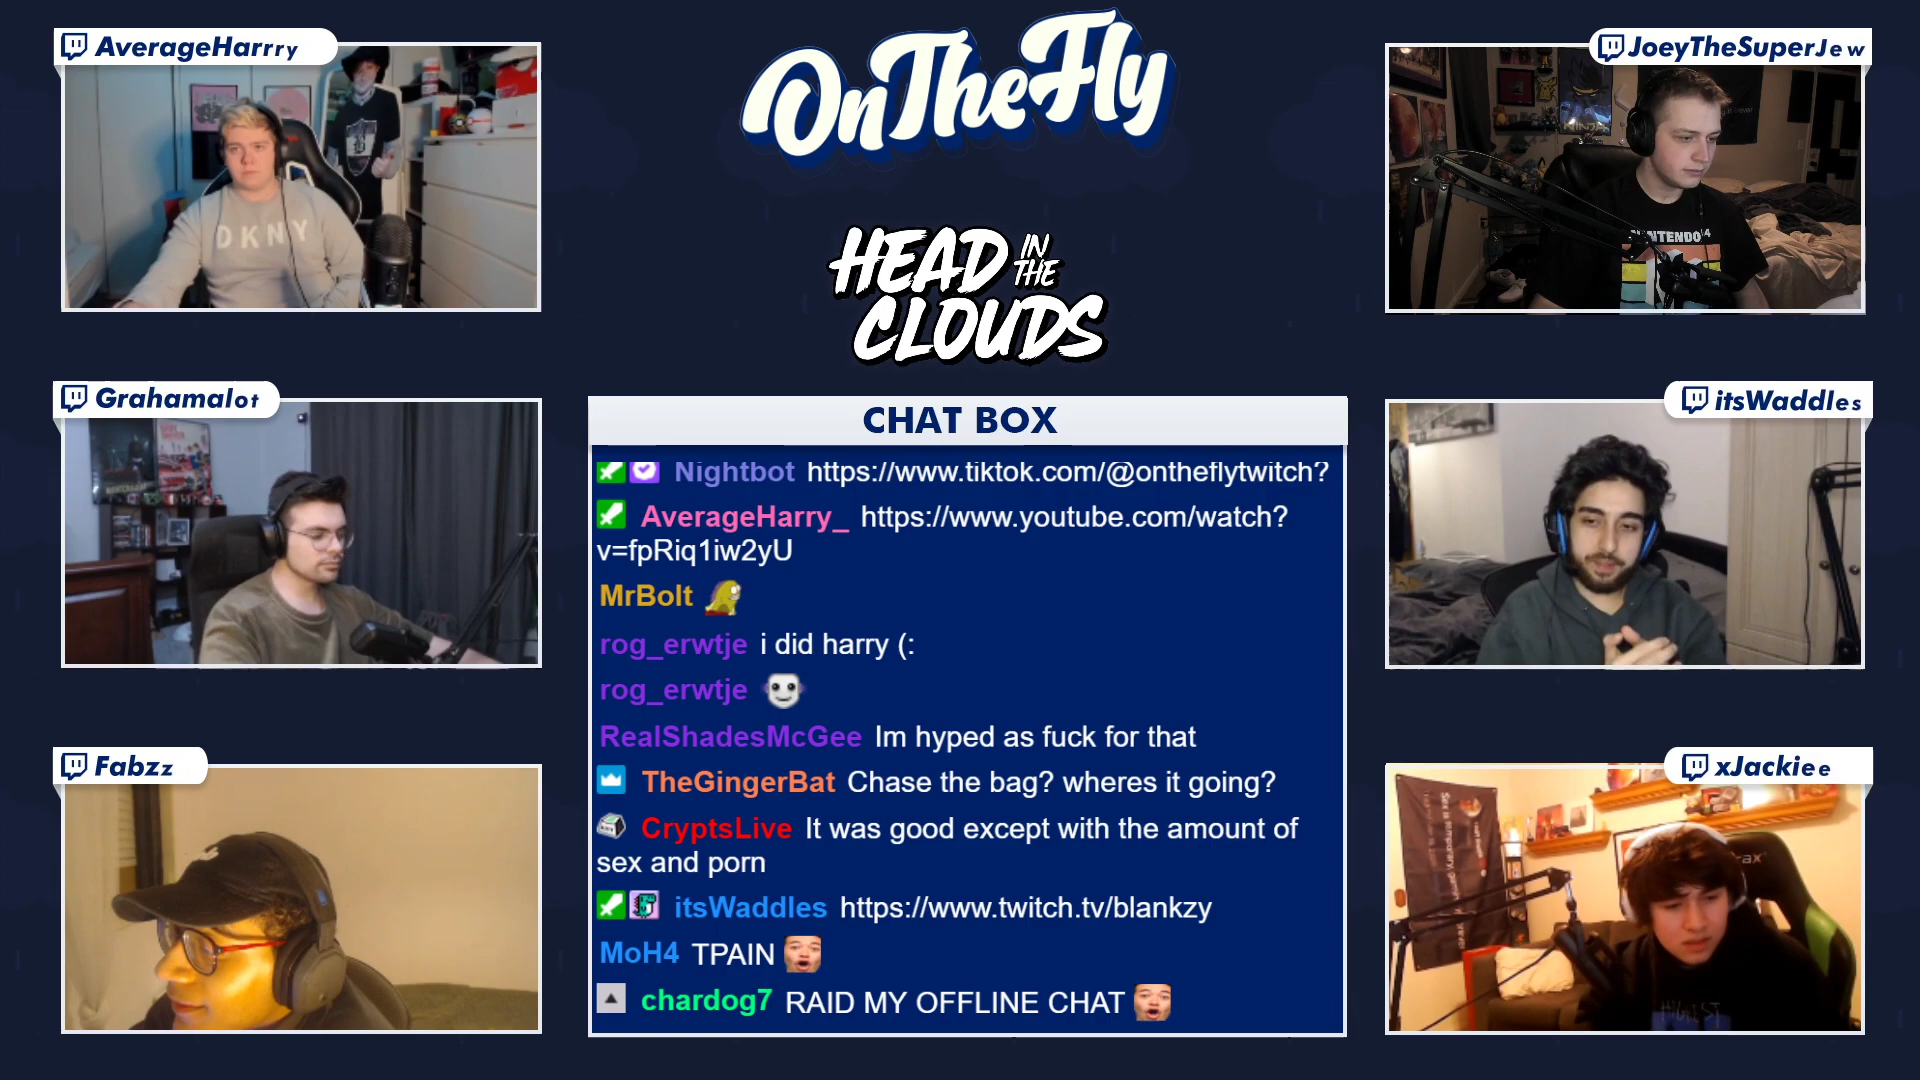 AverageHarrry
OnTheFly
JoeyTheSuperJew
DKNY
NINTENDO 64
HEAD IN THE
CLOUDS
Grahamalot
itsWaddles
CHAT BOX
Nightbot https://www.tiktok.com/@ontheflytwitch?
AverageHarry_ https://www.youtube.com/watch?
v=fpRiq1iw2yU
MrBolt
rog_erwtje i did harry (:
rog_erwtje
RealShadesMcGee Im hyped as fuck for that
Fabzz
xJackiee
TheGingerBat Chase the bag? wheres it going?
CryptsLive It was good except with the amount of
sex and porn
itsWaddles https://www.twitch.tv/blankzy
MoH4 TPAIN
chardog7 RAID MY OFFLINE CHAT